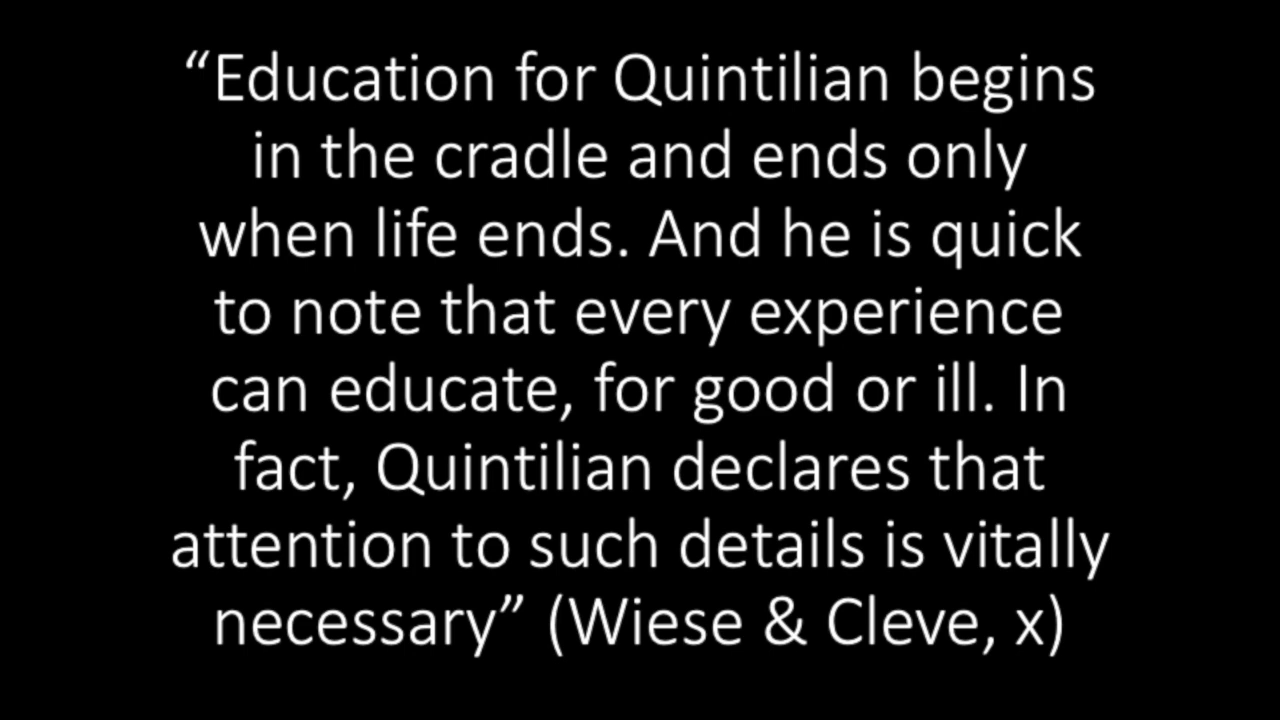 “Education for Quintilian begins
in the cradle and ends only
when life ends. And he is quick
to note that every experience
can educate, for good or ill. In
fact, Quintilian declares that
attention to such details is vitally
necessary” (Wiese & Cleve, x)